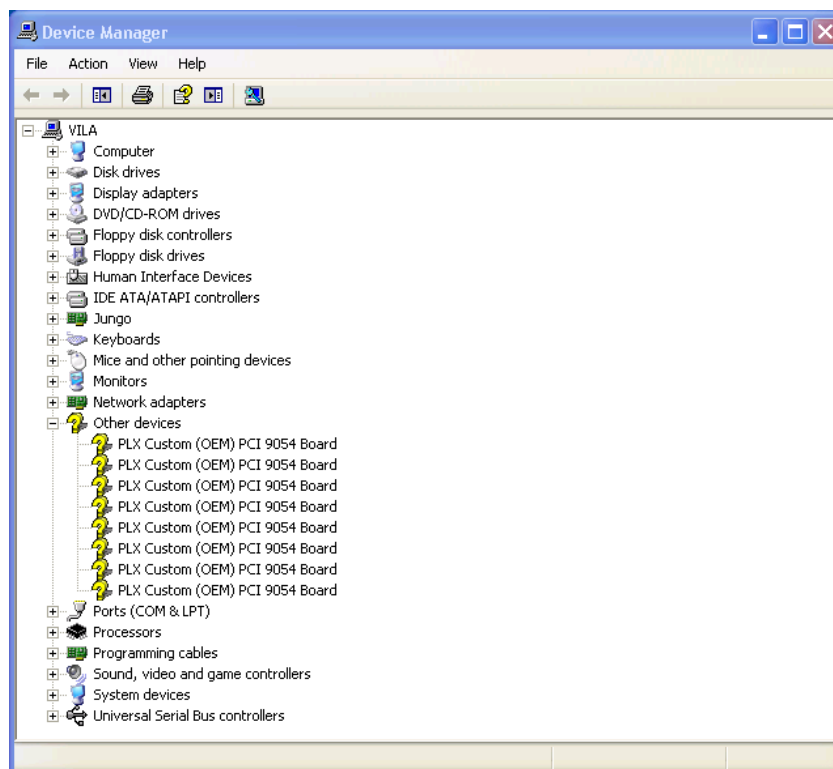 Device Manager
File Action View Help
VILA
Computer
Disk drives
Display adapters
DVD/CD-ROM drives
Floppy disk controllers
Floppy disk drives
Human Interface Devices
IDE ATA/ATAPI controllers
Jungo
Keyboards
Mice and other pointing devices
Monitors
Network adapters
Other devices
PLX Custom (OEM) PCI 9054 Board
PLX Custom (OEM) PCI 9054 Board
PLX Custom (OEM) PCI 9054 Board
PLX Custom (OEM) PCI 9054 Board
PLX Custom (OEM) PCI 9054 Board
PLX Custom (OEM) PCI 9054 Board
PLX Custom (OEM) PCI 9054 Board
PLX Custom (OEM) PCI 9054 Board
Ports (COM & LPT)
Processors
Programming cables
Sound, video and game controllers
System devices
Universal Serial Bus controllers